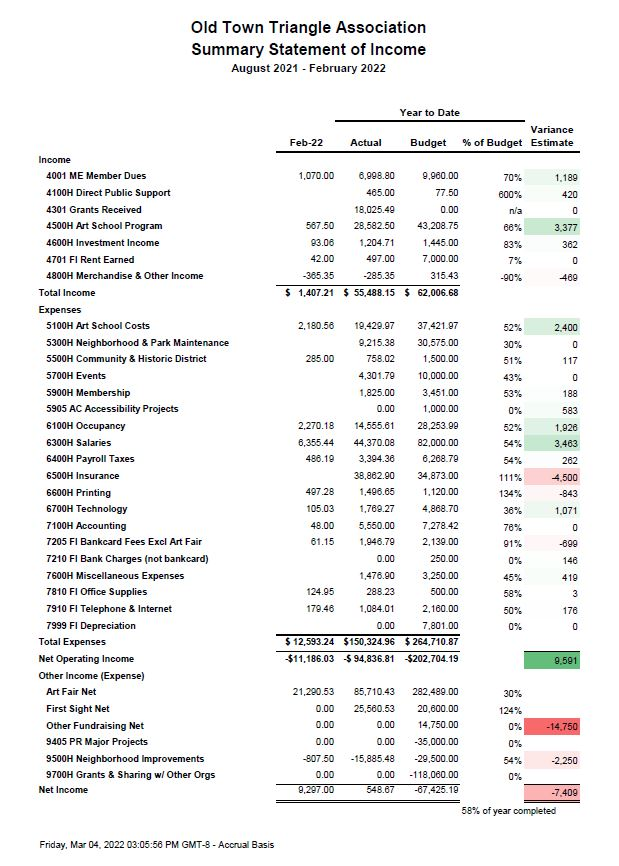 Old Town Triangle Association
Summary Statement of Income
August 2021 - February 2022
Year to Date
Feb-22 Actual Budget % of Budget Variance Estimate
Income
4001 ME Member Dues 1,070.00 6,998.80 9,960.00 70% 1,189
4100H Direct Public Support 465.00 77.50 600% 420
4301 Grants Received 18,025.49 0.00 n/a 0
4500H Art School Program 567.50 28,582.50 43,208.75 66% 3,377
4600H Investment Income 93.06 1,204.71 1,445.00 83% 362
4701 FI Rent Earned 42.00 497.00 7,000.00 7% 0
4800H Merchandise & Other Income -365.35 -285.35 315.43 -90% -469
Total Income $ 1,407.21 $ 55,488.15 $ 62,006.68
Expenses
5100H Art School Costs 2,180.56 19,429.97 37,421.97 52% 2,400
5300H Neighborhood & Park Maintenance 9,215.38 30,575.00 30% 0
5500H Community & Historic District 285.00 758.02 1,500.00 51% 117
5700H Events 4,301.79 10,000.00 43% 0
5900H Membership 1,825.00 3,451.00 53% 188
5905 AC Accessibility Projects 0.00 1,000.00 0% 583
6100H Occupancy 2,270.18 14,555.61 28,253.99 52% 1,926
6300H Salaries 6,355.44 44,370.08 82,000.00 54% 3,463
6400H Payroll Taxes 486.19 3,394.36 6,268.79 54% 262
6500H Insurance 38,862.90 34,873.00 111% -4,500
6600H Printing 497.28 1,496.65 1,120.00 134% -843
6700H Technology 105.03 1,769.27 4,868.70 36% 1,071
7100H Accounting 48.00 5,550.00 7,278.42 76% 0
7205 FI Bankcard Fees Excl Art Fair 61.15 1,946.79 2,139.00 91% -699
7210 FI Bank Charges (not bankcard) 0.00 250.00 0% 146
7600H Miscellaneous Expenses 1,476.90 3,250.00 45% 419
7810 FI Office Supplies 124.95 288.23 500.00 58% 3
7910 FI Telephone & Internet 179.46 1,084.01 2,160.00 50% 176
7999 FI Depreciation 0.00 7,801.00 0% 0
Total Expenses $ 12,593.24 $150,324.96 $ 264,710.87
Net Operating Income -$11,186.03 -$ 94,836.81 -$202,704.19 9,591
Other Income (Expense)
Art Fair Net 21,290.53 85,710.43 282,489.00 30%
First Sight Net 0.00 25,560.53 20,600.00 124%
Other Fundraising Net 0.00 0.00 14,750.00 0% -14,750
9405 PR Major Projects 0.00 0.00 -35,000.00 0%
9500H Neighborhood Improvements -807.50 -15,885.48 -29,500.00 54% -2,250
9700H Grants & Sharing w/ Other Orgs 0.00 0.00 -118,060.00 0%
Net Income 9,297.00 548.67 -67,425.19 -7,409
58% of year completed
Friday, Mar 04, 2022 03:05:56 PM GMT-8 - Accrual Basis